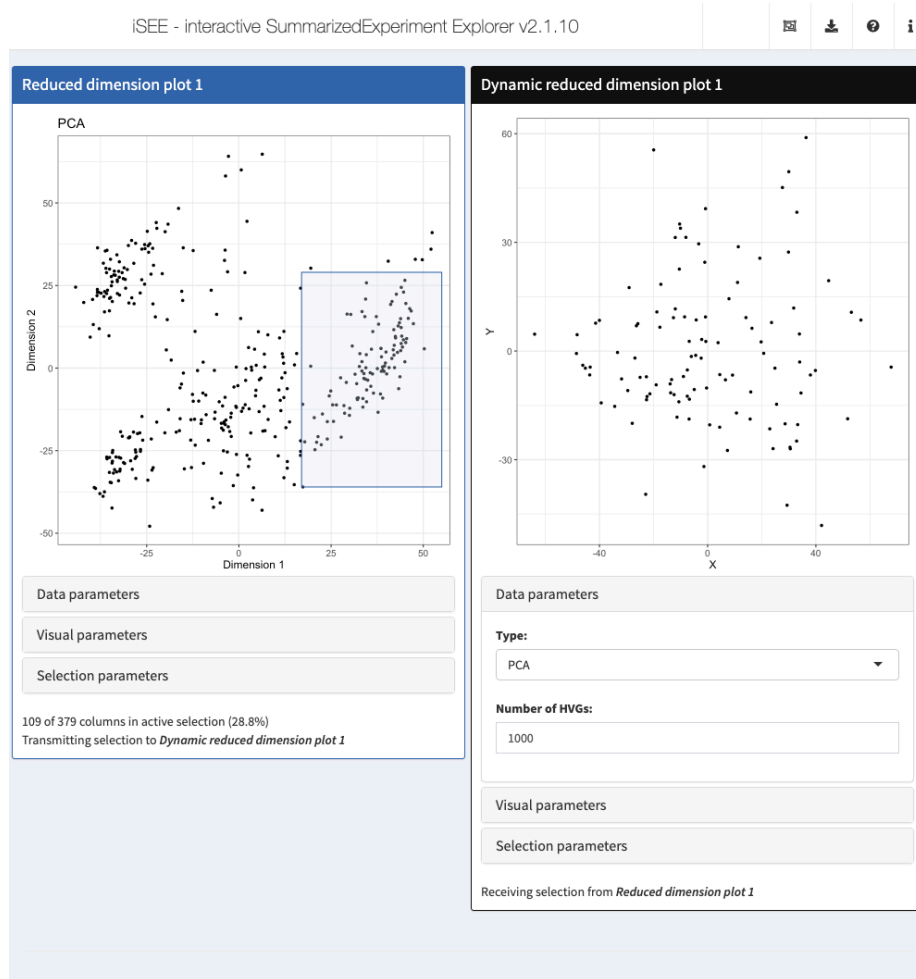 iSEE - interactive SummarizedExperiment Explorer v2.1.10
Reduced dimension plot 1
PCA
50
25
0
-25
-50
Dimension 2
-25 0 25 50
Dimension 1
Data parameters
Visual parameters
Selection parameters
109 of 379 columns in active selection (28.8%)
Transmitting selection to Dynamic reduced dimension plot 1
Dynamic reduced dimension plot 1
60
30
0
-30
Y
-40 0 40
X
Data parameters
Type:
PCA
Number of HVGs:
1000
Visual parameters
Selection parameters
Receiving selection from Reduced dimension plot 1